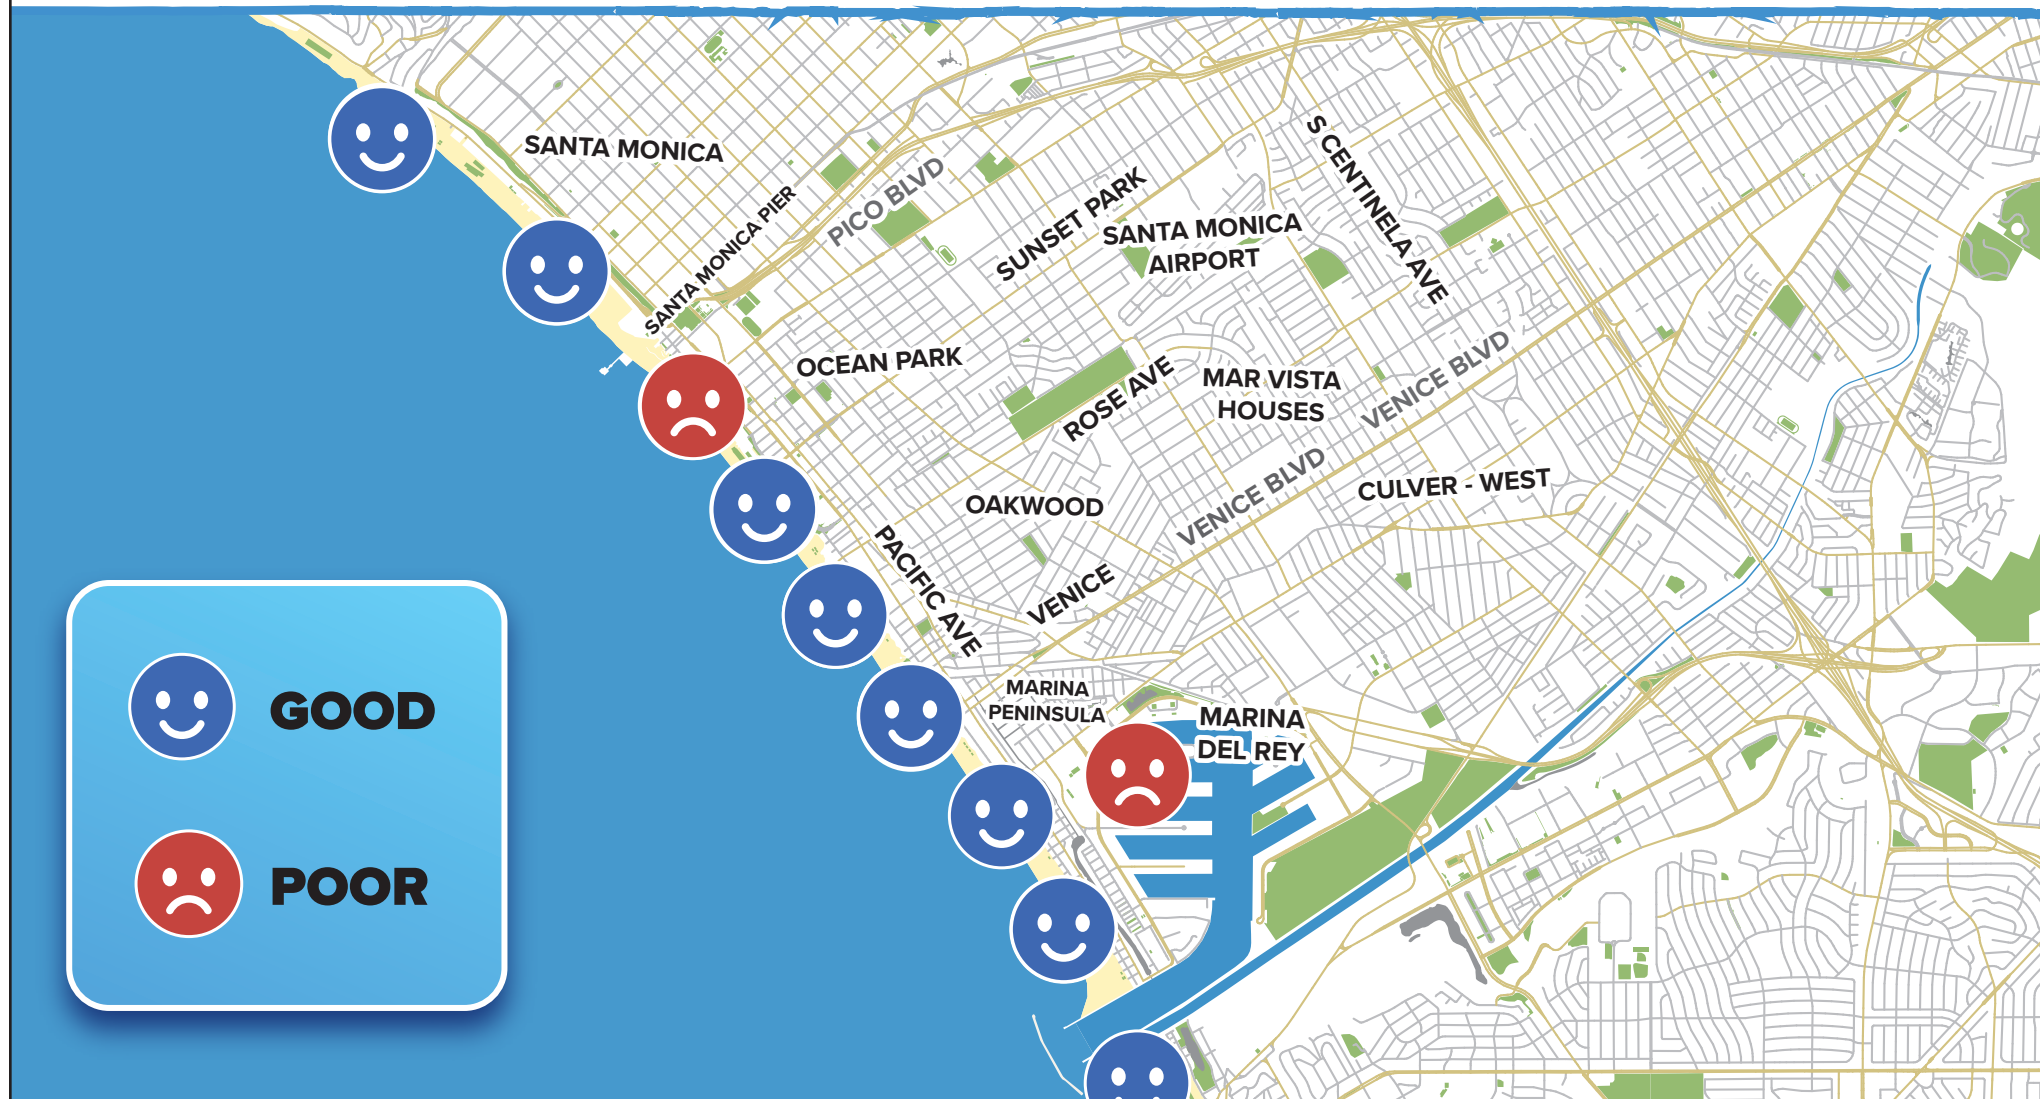 SANTA MONICA
SANTA MONICA PIER
PICO BLVD
SUNSET PARK
SANTA MONICA
AIRPORT
S CENTINELA AVE
OCEAN PARK
ROSE AVE
MAR VISTA
HOUSES
VENICE BLVD
VENICE BLVD
CULVER - WEST
OAKWOOD
PACIFIC AVE
VENICE
MARINA
PENINSULA
MARINA
DEL REY
GOOD
POOR